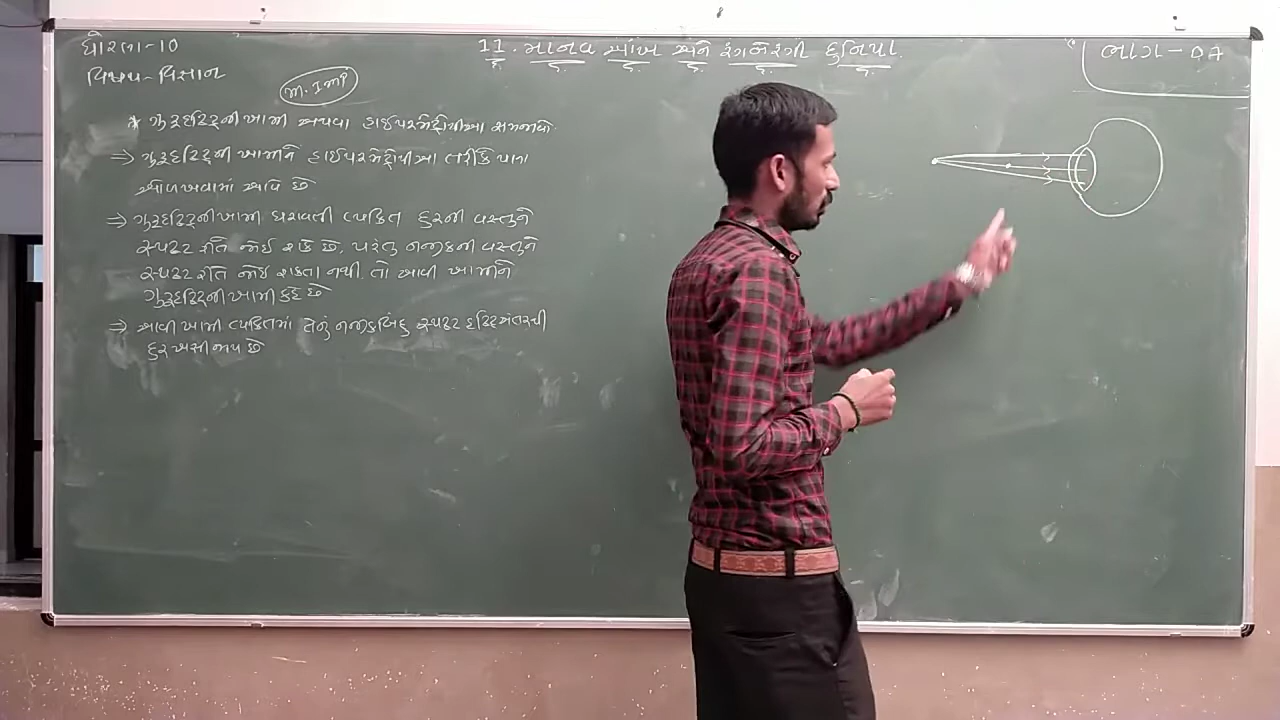 ધોરણ-10
11. માનવ આંખ અને રંગબેરંગી દુનિયા.
ભાગ-07
વિષય-વિજ્ઞાન
M. IMP
* ગુરુદ્રષ્ટિની ખામી અથવા હાઈપરમેટ્રોપીઆ સમજાવો.
⇒ ગુરુદ્રષ્ટિની ખામીને હાઈપરમેટ્રોપીઆ તરીકે પણ
ઓળખવામાં આવે છે
⇒ ગુરુદ્રષ્ટિની ખામી ધરાવતી વ્યકિત દુરની વસ્તુને
સ્પષ્ટ રીતે જોઈ શકે છે, પરંતુ નજીકની વસ્તુને
સ્પષ્ટ રીતે જોઈ શકતા નથી. તો આવી ખામીને
ગુરુદ્રષ્ટિની ખામી કહે છે
⇒ આવી ખામી વ્યકિતમાં તેનું નજીકબિંદુ સ્પષ્ટ દ્રષ્ટિઅંતરથી
દુર ખસી જાય છે